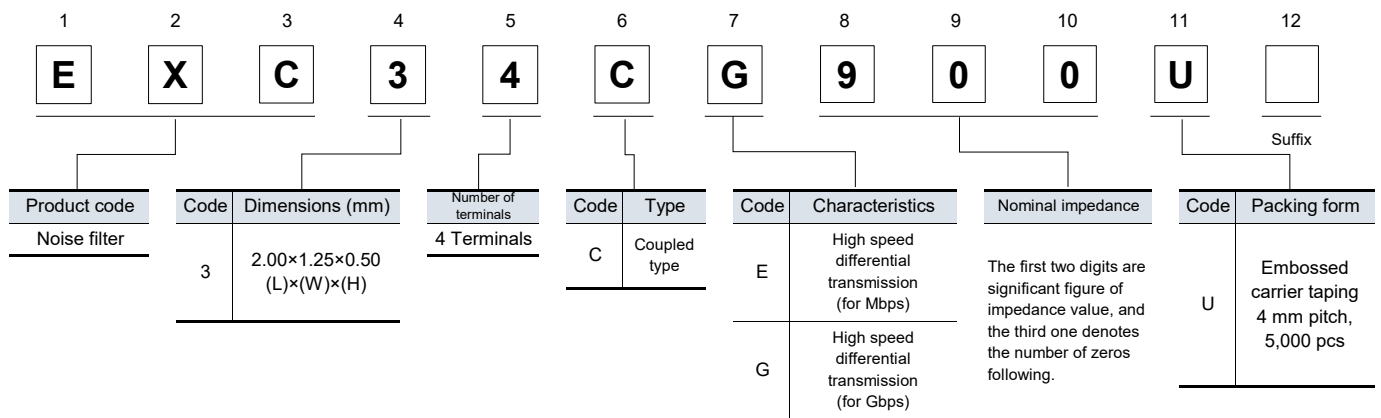 1 2 3 4 5 6 7 8 9 10 11 12
E X C 3 4 C G 9 0 0 U
Suffix
Product code
Noise filter
Code Dimensions (mm)
3
2.00×1.25×0.50
(L)×(W)×(H)
Number of
terminals
4 Terminals
Code Type
C
Coupled
type
Code Characteristics
E
High speed
differential
transmission
(for Mbps)
G
High speed
differential
transmission
(for Gbps)
Nominal impedance
The first two digits are
significant figure of
impedance value, and
the third one denotes
the number of zeros
following.
Code Packing form
U
Embossed
carrier taping
4 mm pitch,
5,000 pcs